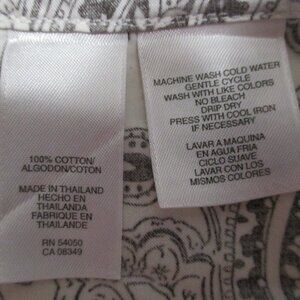 100% COTTON/
ALGODON/COTON
MADE IN THAILAND
HECHO EN
THAILANDA
FABRIQUE EN
THAILANDE
RN 54050
CA 08349
MACHINE WASH COLD WATER
GENTLE CYCLE
WASH WITH LIKE COLORS
NO BLEACH
DRIP DRY
PRESS WITH COOL IRON
IF NECESSARY
LAVAR A MAQUINA
EN AGUA FRIA
CICLO SUAVE
LAVAR CON LOS
MISMOS COLORES